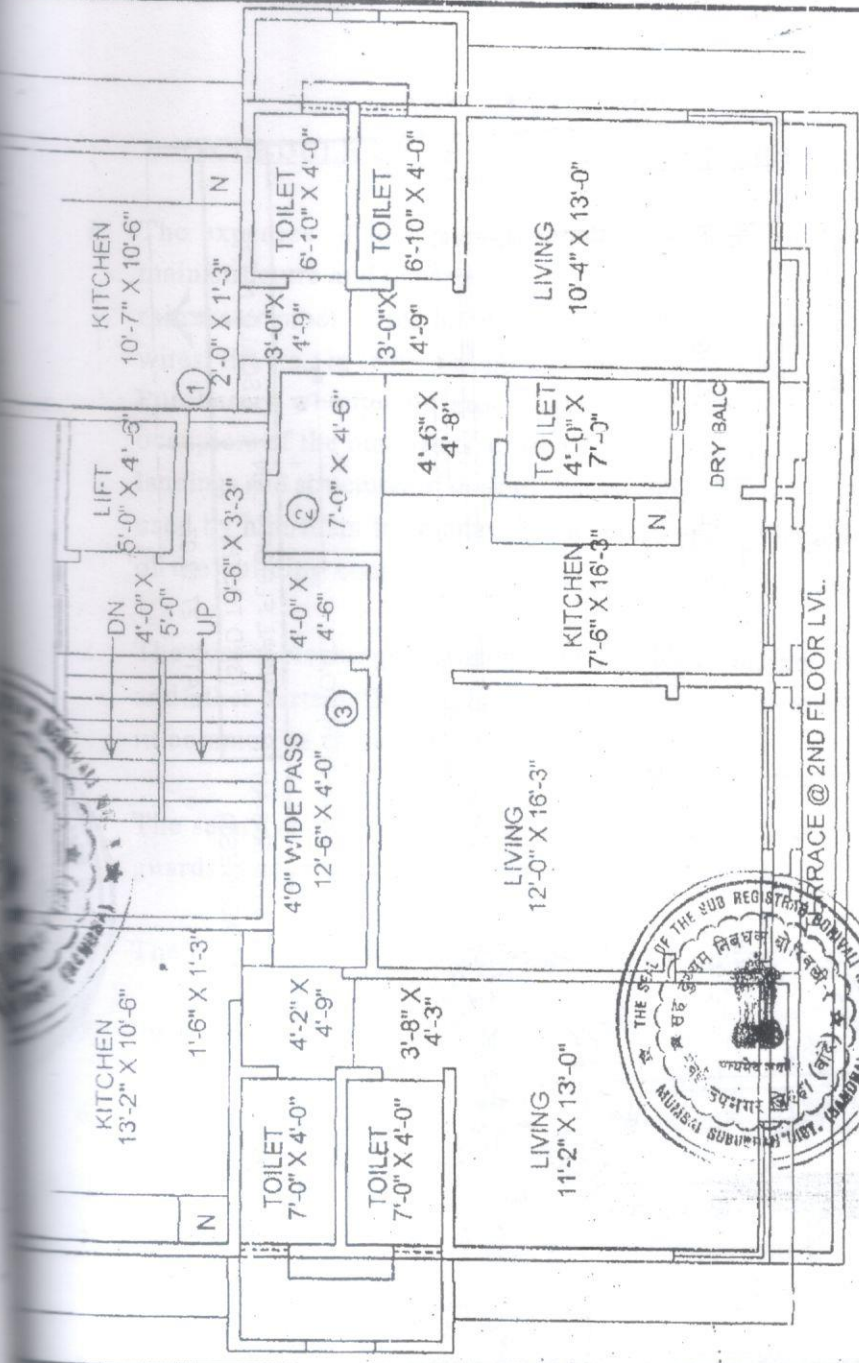 KITCHEN
13'-2" X 10'-6"
1'-6" X 1'-3"
N
TOILET
7'-0" X 4'-0"
TOILET
7'-0" X 4'-0"
4'-2" X
4'-9"
3'-8" X
4'-3"
LIVING
11'-2" X 13'-0"
4'0" WIDE PASS
12'-6" X 4'-0"
3
DN
4'-0" X
5'-0"
UP
LIFT
5'-0" X 4'-6"
9'-6" X 3'-3"
4'-0" X
4'-6"
2
7'-0" X 4'-6"
LIVING
12'-0" X 16'-3"
KITCHEN
7'-6" X 16'-3"
N
4'-6" X
4'-8"
TOILET
4'-0" X
7'-0"
DRY BALC
KITCHEN
10'-7" X 10'-6"
1
2'-0" X 1'-3"
N
TOILET
6'-10" X 4'-0"
TOILET
6'-10" X 4'-0"
3'-0" X
4'-9"
3'-0" X
4'-9"
LIVING
10'-4" X 13'-0"
RRACE @ 2ND FLOOR LVL.
THE SEAL OF THE SUB REGISTRAR BORIVALI
MUMBAI SUBURBAN DIST. (BANDRA)